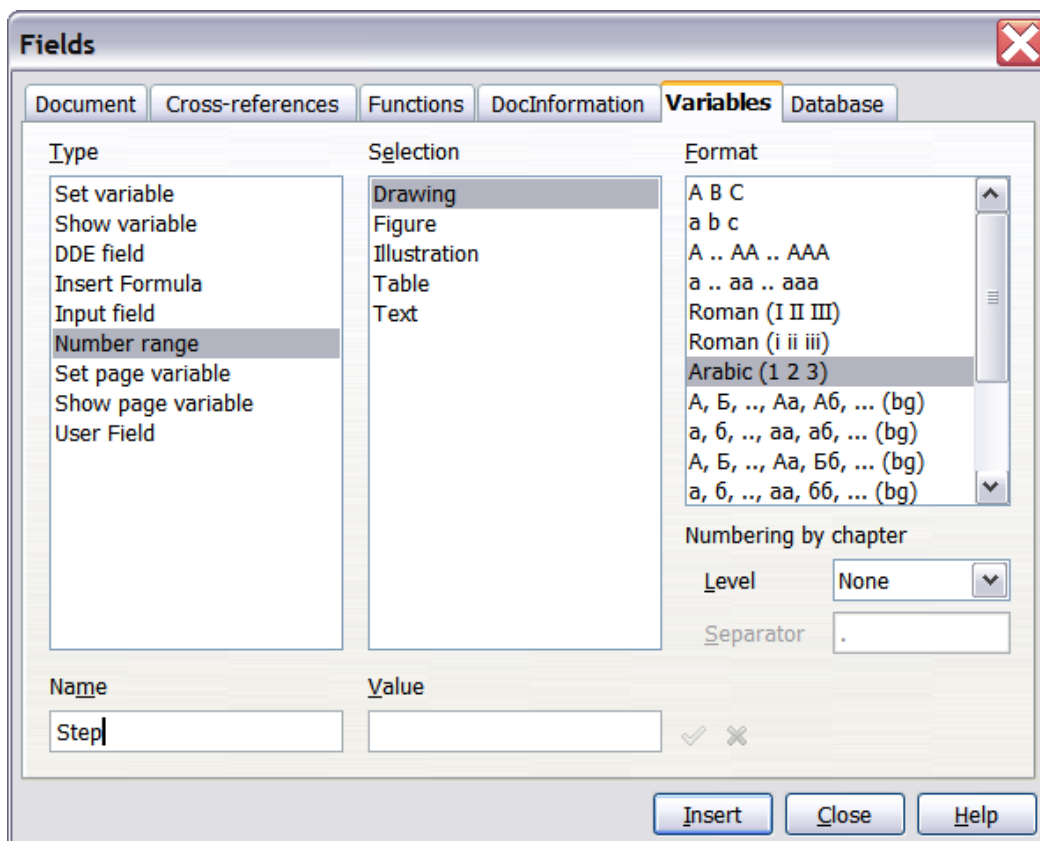 Fields
Document Cross-references Functions DocInformation Variables Database
Type
Set variable
Show variable
DDE field
Insert Formula
Input field
Number range
Set page variable
Show page variable
User Field
Selection
Drawing
Figure
Illustration
Table
Text
Format
A B C
a b c
A .. AA .. AAA
a .. aa .. aaa
Roman (I II III)
Roman (i ii iii)
Arabic (1 2 3)
А, Б, .., Аа, Аб, ... (bg)
а, б, .., аа, аб, ... (bg)
А, Б, .., Аа, Бб, ... (bg)
а, б, .., аа, бб, ... (bg)
Numbering by chapter
Level None
Separator .
Name
Step
Value
Insert Close Help